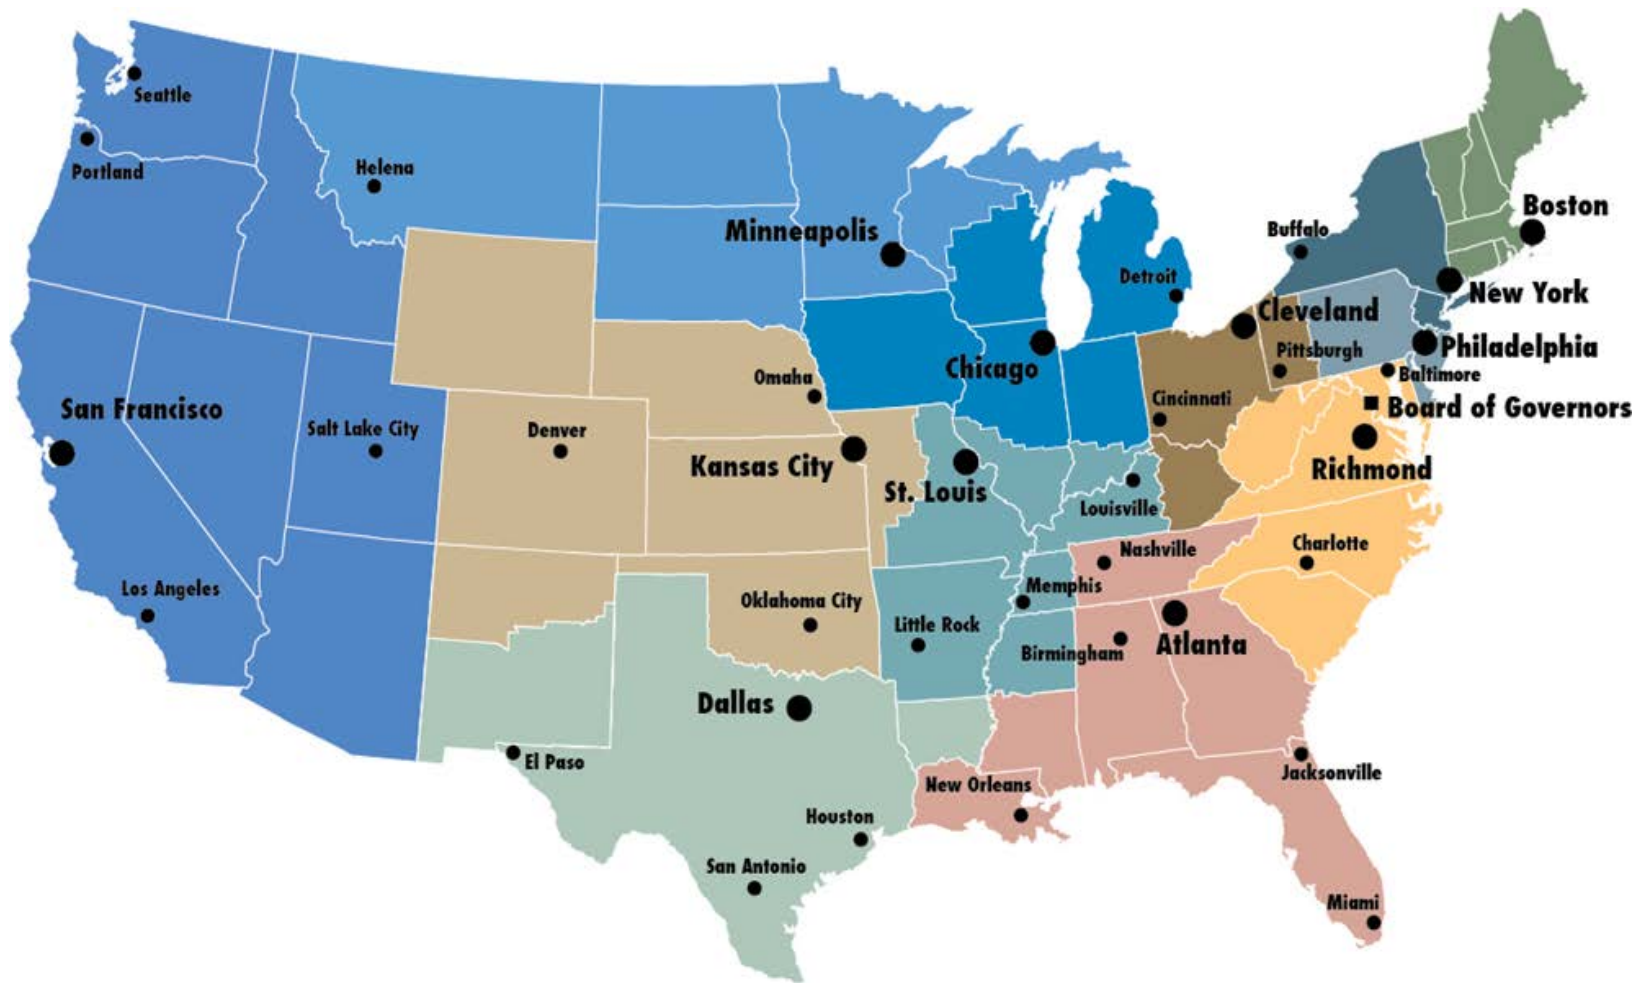 Seattle
Portland
Helena
Minneapolis
Boston
Buffalo
Detroit
New York
Cleveland
Philadelphia
Pittsburgh
Chicago
Baltimore
Omaha
Cincinnati
Board of Governors
San Francisco
Salt Lake City
Denver
Kansas City
Richmond
St. Louis
Louisville
Nashville
Charlotte
Los Angeles
Memphis
Oklahoma City
Little Rock
Atlanta
Birmingham
Dallas
El Paso
Jacksonville
New Orleans
Houston
San Antonio
Miami